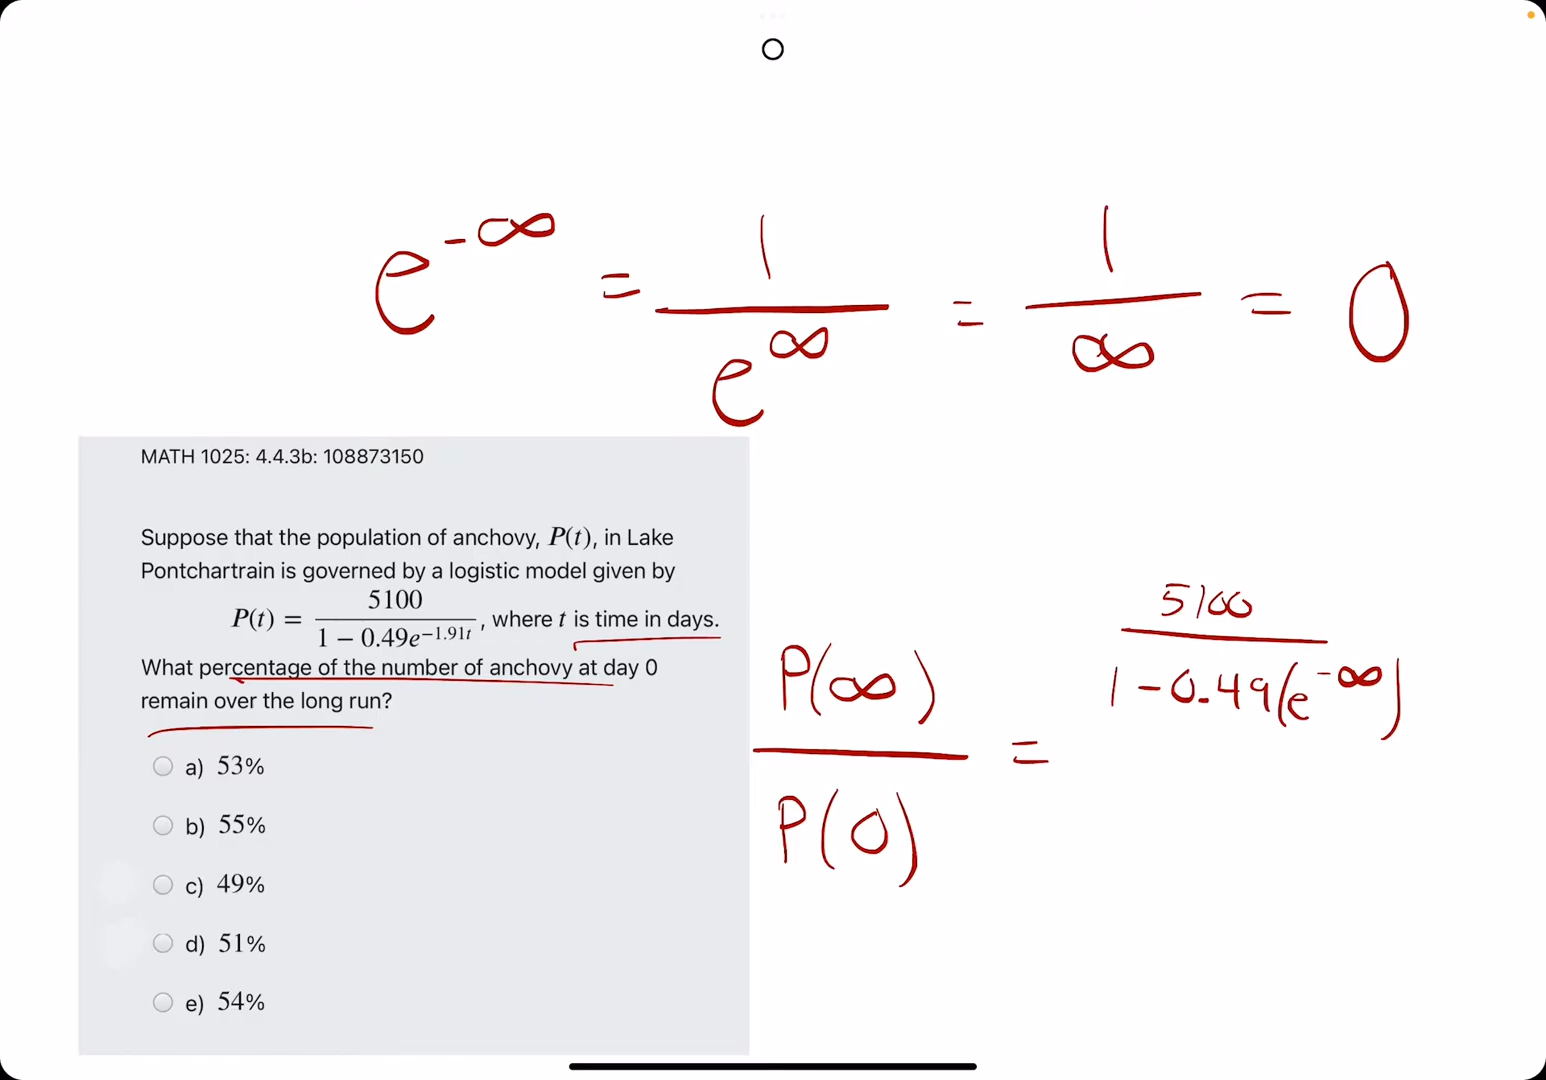 e^{-∞} = 1/e^∞ = 1/∞ = 0
MATH 1025: 4.4.3b: 108873150
Suppose that the population of anchovy, P(t), in Lake
Pontchartrain is governed by a logistic model given by
P(t) = 5100/(1 − 0.49e^{−1.91t}), where t is time in days.
What percentage of the number of anchovy at day 0
remain over the long run?
a) 53%
b) 55%
c) 49%
d) 51%
e) 54%
P(∞)/P(0) = 5100/(1-0.49(e^{-∞}))